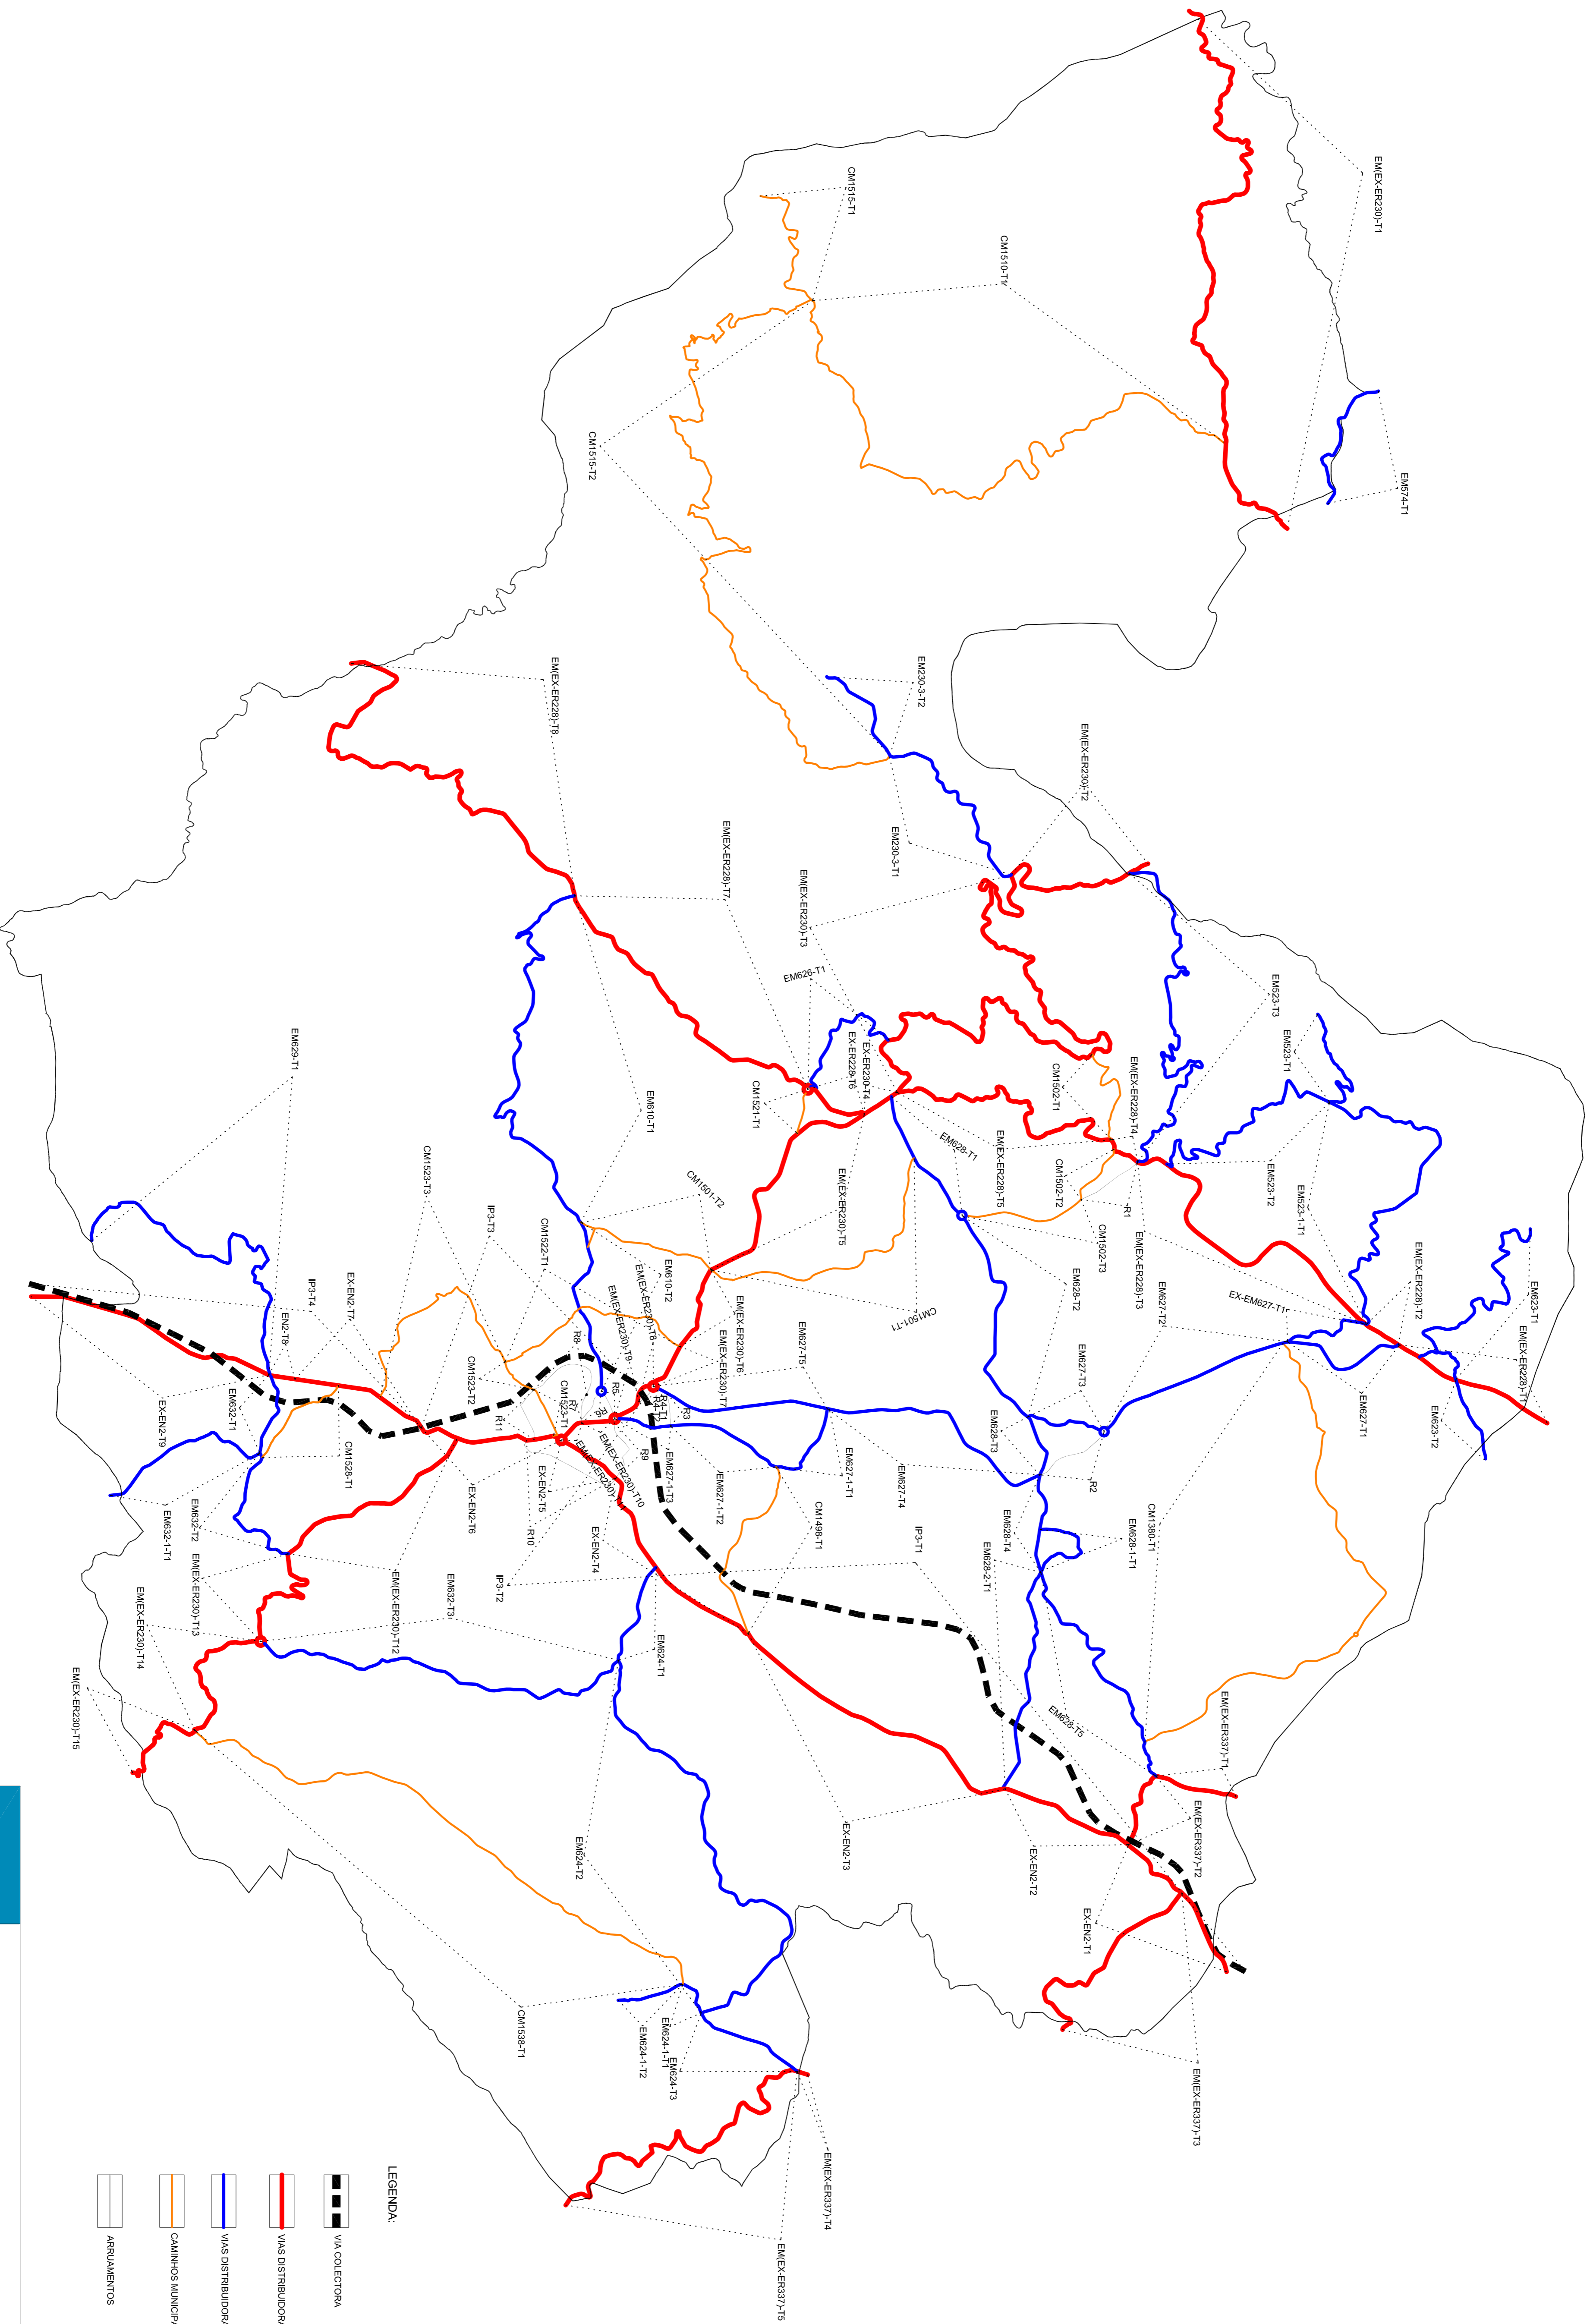 EM(EX-ER230)-T1
CM1515-T1
CM1510-T1
EM574-T1
CM1515-T2
EM230-3-T2
EM(EX-ER228)-T8
EM(EX-ER230)-T2
EM230-3-T1
EM(EX-ER228)-T7
EM(EX-ER230)-T3
EM626-T1
EM523-T3
EM523-T1
EX-ER230-T4
EX-ER228-T6
CM1502-T1
EM(EX-ER228)-T4
EM629-T1
EM610-T1
CM1521-T1
EM628-T1
EM(EX-ER228)-T5
CM1502-T2
R1
EM523-T2
EM523-1-T1
CM1523-T3
CM1501-T2
EM(EX-ER230)-T5
CM1502-T3
EM(EX-ER228)-T3
EM(EX-ER228)-T2
EM623-T1
IP3-T3
CM1522-T1
EM610-T2
EM628-T2
EM627-T2
EX-EM627-T1
EM(EX-ER228)-T1
IP3-T4
EX-EN2-T7
EN2-T8
EM(EX-ER230)-T8
EM(EX-ER230)-T9
EM(EX-ER230)-T6
EM(EX-ER230)-T7
CM1501-T1
EM627-T5
EM627-T3
EM627-T1
EM623-T2
EX-EN2-T9
EM632-T1
CM1523-T2
R8
R5
R7
CM1523-T1
R11
R4-T1
R4-T2
R3
R9
EM628-T3
CM1528-T1
EX-EN2-T6
EX-EN2-T5
EM(EX-ER230)-T10
EM627-1-T3
EM627-1-T2
EM627-1-T1
EM627-T4
R2
EM632-1-T1
EM632-T2
R10
EX-EN2-T4
CM1498-T1
IP3-T1
EM628-T4
EM628-1-T1
CM1380-T1
EM628-2-T1
EM(EX-ER230)-T13
EM(EX-ER230)-T14
EM(EX-ER230)-T12
EM632-T3
IP3-T2
EM624-T1
EM(EX-ER230)-T15
EM628-T5
EM(EX-ER337)-T1
EM(EX-ER337)-T2
EM624-T2
EX-EN2-T3
EX-EN2-T2
EX-EN2-T1
CM1538-T1
EM624-1-T2
EM624-1-T1
EM624-T3
EM(EX-ER337)-T3
EM(EX-ER337)-T4
EM(EX-ER337)-T5
LEGENDA:
VIA COLECTORA
VIAS DISTRIBUIDORA
VIAS DISTRIBUIDORA
CAMINHOS MUNICIPA
ARRUAMENTOS